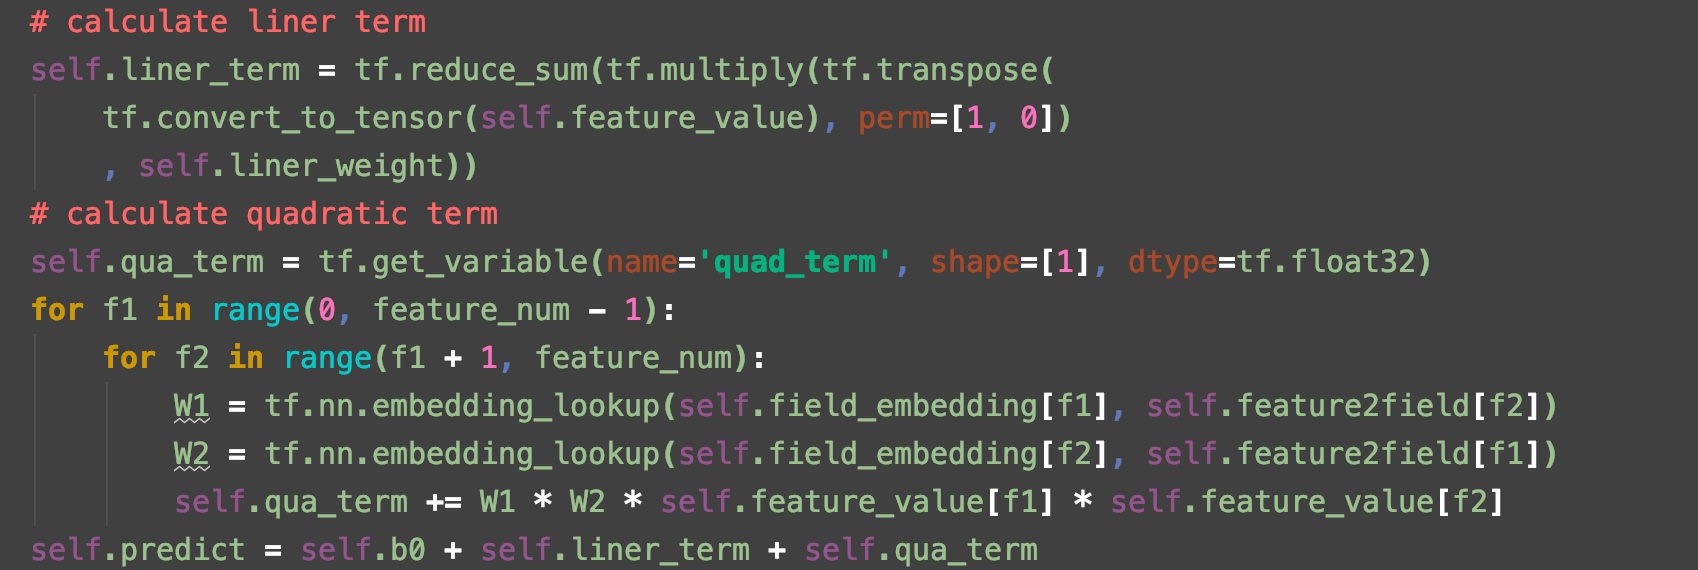 # calculate liner term
self.liner_term = tf.reduce_sum(tf.multiply(tf.transpose(
    tf.convert_to_tensor(self.feature_value), perm=[1, 0])
    , self.liner_weight))
# calculate quadratic term
self.qua_term = tf.get_variable(name='quad_term', shape=[1], dtype=tf.float32)
for f1 in range(0, feature_num - 1):
    for f2 in range(f1 + 1, feature_num):
        W1 = tf.nn.embedding_lookup(self.field_embedding[f1], self.feature2field[f2])
        W2 = tf.nn.embedding_lookup(self.field_embedding[f2], self.feature2field[f1])
        self.qua_term += W1 * W2 * self.feature_value[f1] * self.feature_value[f2]
self.predict = self.b0 + self.liner_term + self.qua_term